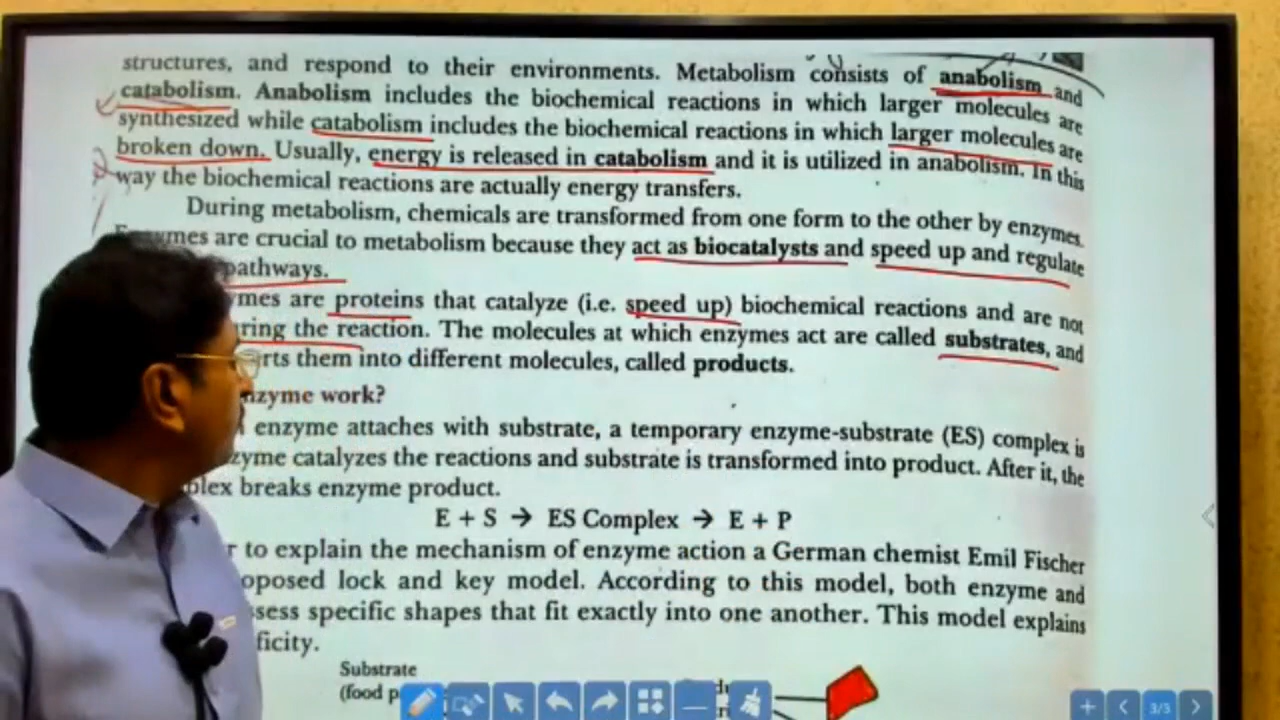 structures, and respond to their environments. Metabolism consists of anabolism and
catabolism. Anabolism includes the biochemical reactions in which larger molecules are
synthesized while catabolism includes the biochemical reactions in which larger molecules are
broken down. Usually, energy is released in catabolism and it is utilized in anabolism. In this
way the biochemical reactions are actually energy transfers.
During metabolism, chemicals are transformed from one form to the other by enzymes.
Enzymes are crucial to metabolism because they act as biocatalysts and speed up and regulate
pathways.
mes are proteins that catalyze (i.e. speed up) biochemical reactions and are not
ring the reaction. The molecules at which enzymes act are called substrates, and
rts them into different molecules, called products.
nzyme work?
enzyme attaches with substrate, a temporary enzyme-substrate (ES) complex is
zyme catalyzes the reactions and substrate is transformed into product. After it, the
plex breaks enzyme product.
E + S → ES Complex → E + P
r to explain the mechanism of enzyme action a German chemist Emil Fischer
oposed lock and key model. According to this model, both enzyme and
sess specific shapes that fit exactly into one another. This model explains
ficity.
Substrate
(food p
3/3